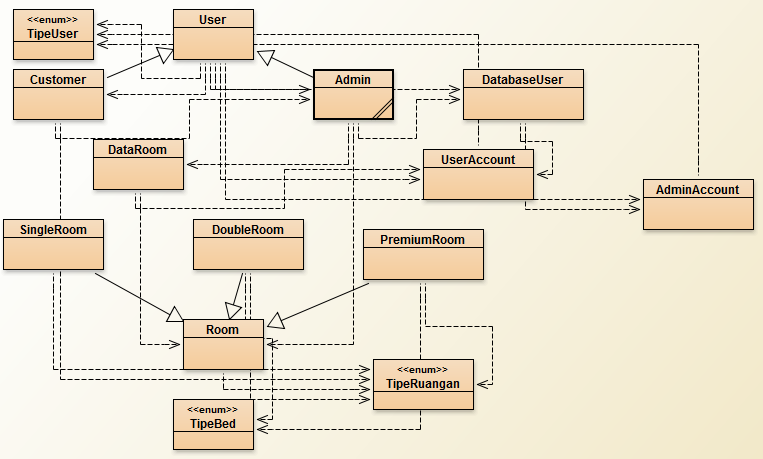 <<enum>>
TipeUser
User
Customer
Admin
DatabaseUser
DataRoom
UserAccount
AdminAccount
SingleRoom
DoubleRoom
PremiumRoom
Room
<<enum>>
TipeRuangan
<<enum>>
TipeBed